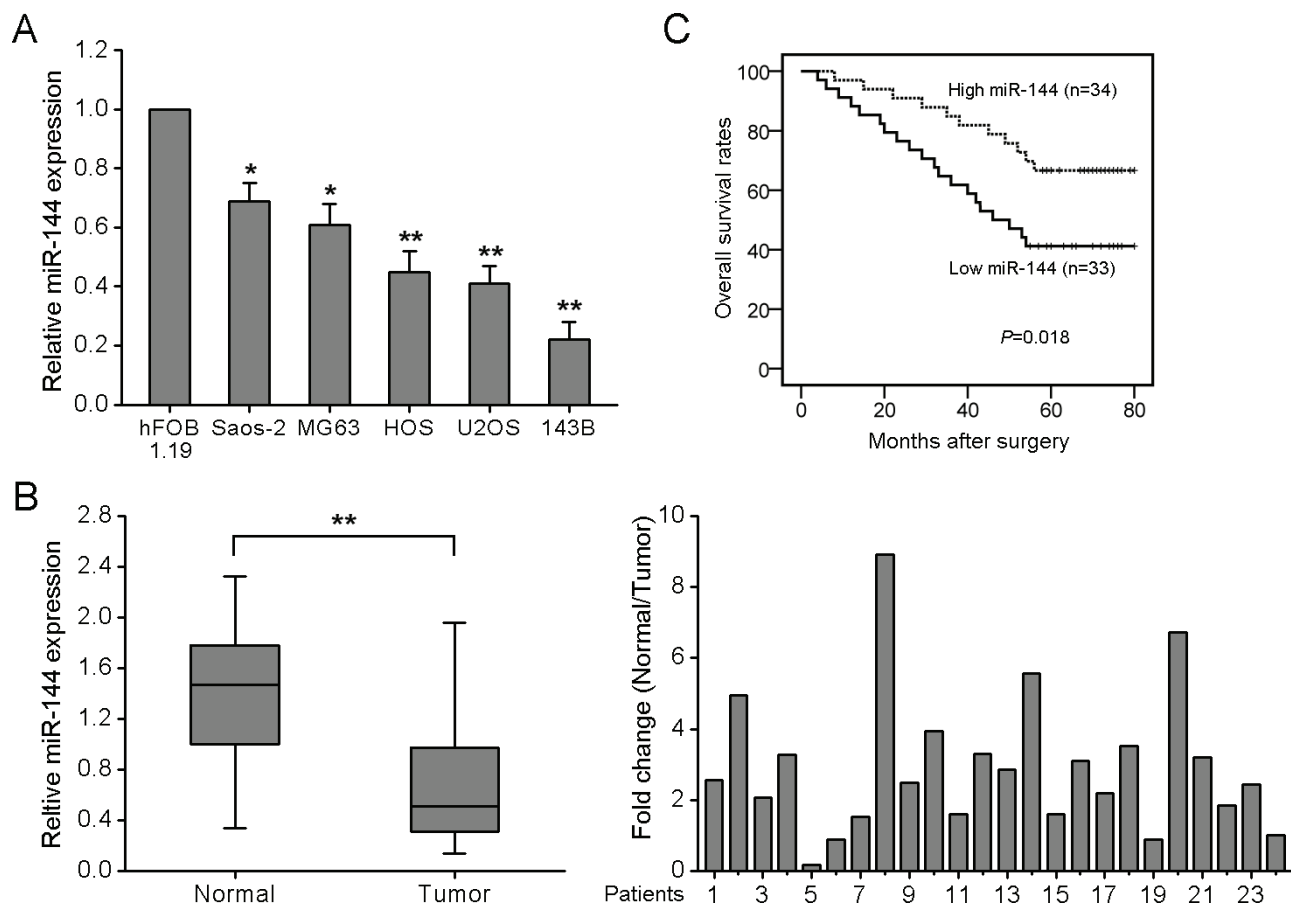 A
Relative miR-144 expression
1.2
1.0
0.8
0.6
0.4
0.2
0.0
*
*
**
**
**
hFOB
1.19
Saos-2
MG63
HOS
U2OS
143B
C
Overall survival rates
100
80
60
40
20
0
High miR-144 (n=34)
Low miR-144 (n=33)
P=0.018
0
20
40
60
80
Months after surgery
B
Reltive miR-144 expression
2.8
2.4
2.0
1.6
1.2
0.8
0.4
0.0
**
Normal
Tumor
Fold change (Normal/Tumor)
10
8
6
4
2
0
Patients
1
3
5
7
9
11
13
15
17
19
21
23